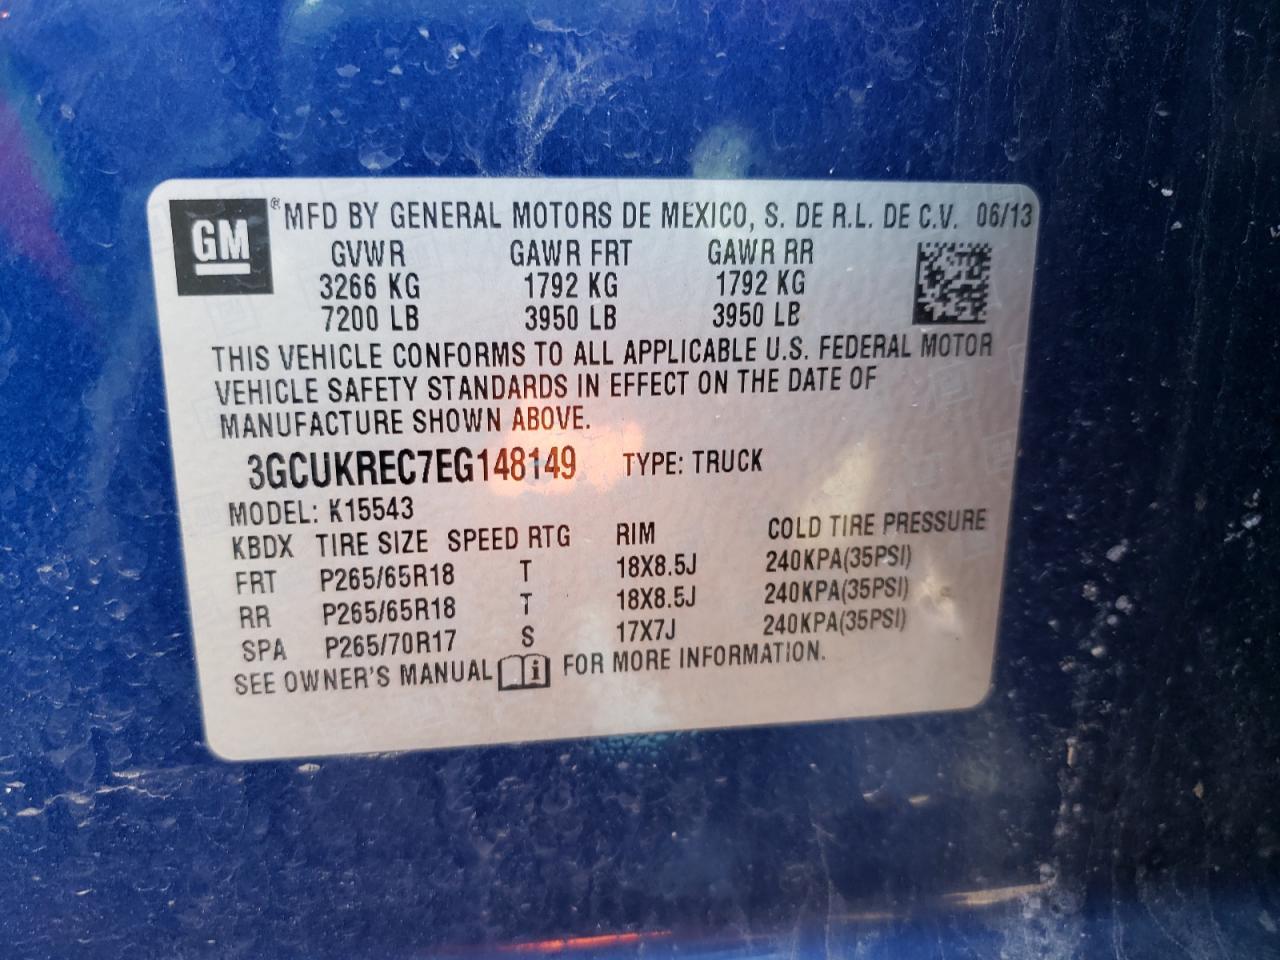 GM ® MFD BY GENERAL MOTORS DE MEXICO, S. DE R.L. DE C.V. 06/13
GVWR GAWR FRT GAWR RR
3266 KG 1792 KG 1792 KG
7200 LB 3950 LB 3950 LB
THIS VEHICLE CONFORMS TO ALL APPLICABLE U.S. FEDERAL MOTOR
VEHICLE SAFETY STANDARDS IN EFFECT ON THE DATE OF
MANUFACTURE SHOWN ABOVE.
3GCUKREC7EG148149 TYPE: TRUCK
MODEL: K15543
KBDX TIRE SIZE SPEED RTG RIM COLD TIRE PRESSURE
FRT P265/65R18 T 18X8.5J 240KPA(35PSI)
RR P265/65R18 T 18X8.5J 240KPA(35PSI)
SPA P265/70R17 S 17X7J 240KPA(35PSI)
SEE OWNER'S MANUAL i FOR MORE INFORMATION.